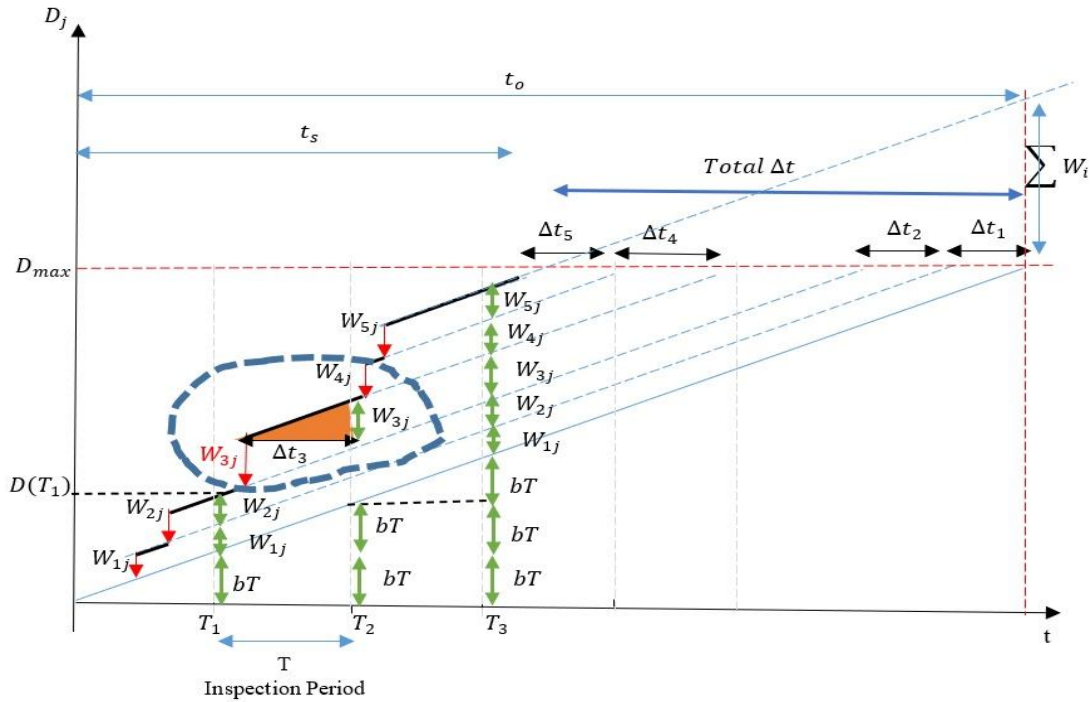 D_j
t_o
t_s
Total Δt
∑ W_i
Δt_5
Δt_4
Δt_2
Δt_1
D_max
W_5j
W_5j
W_4j
W_4j
W_3j
W_3j
W_2j
W_3j
Δt_3
W_1j
D(T_1)
W_2j
W_2j
bT
W_1j
W_1j
bT
bT
bT
bT
bT
T_1
T_2
T_3
t
T
Inspection Period